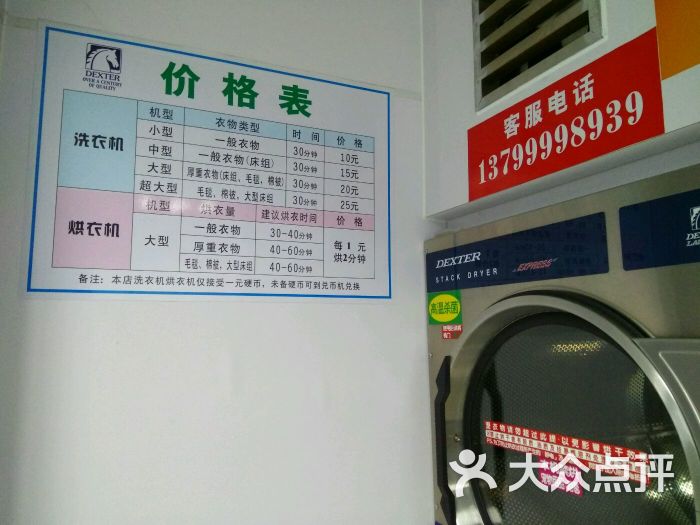 DEXTER
OVER A CENTURY
OF QUALITY
价格表
洗衣机
机型 衣物类型 时间 价格
小型 一般衣物 30分钟 10元
中型 一般衣物(床组) 30分钟 15元
大型 厚重衣物(床组、毛毯、棉被) 30分钟 20元
超大型 毛毯、棉被、大型床组 30分钟 25元
烘衣机
机型 烘衣量 建议烘衣时间 价格
大型 一般衣物 30-40分钟 每1元
厚重衣物 40-60分钟 烘2分钟
毛毯、棉被、大型床组 40-60分钟
备注：本店洗衣机烘衣机仅接受一元硬币，未备硬币可到兑币机兑换
客服电话
13799998939
DEXTER
STACK DRYER
EXPRESS
高温杀菌
大众点评